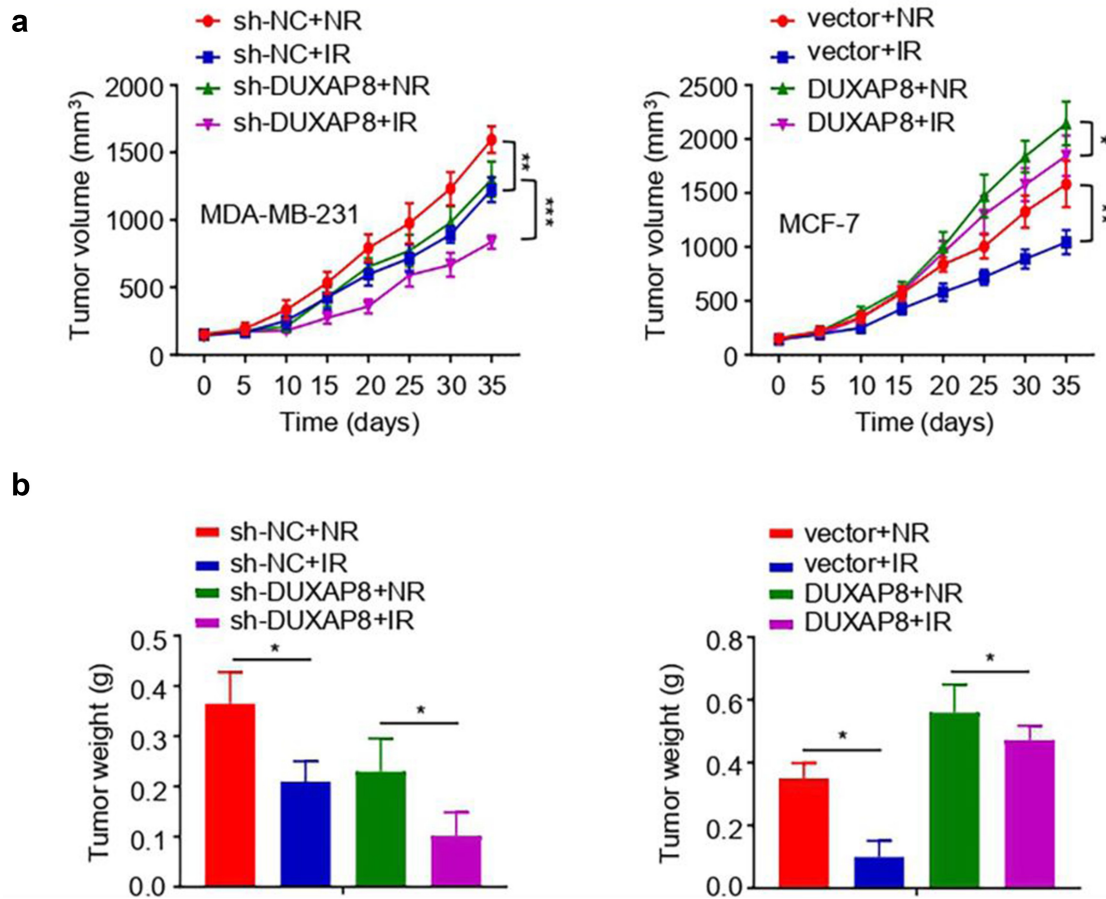 a
sh-NC+NR
sh-NC+IR
sh-DUXAP8+NR
sh-DUXAP8+IR
2000
1500
1000
500
0
Tumor volume (mm³)
MDA-MB-231
**
***
0 5 10 15 20 25 30 35
Time (days)
vector+NR
vector+IR
DUXAP8+NR
DUXAP8+IR
2500
2000
1500
1000
500
0
Tumor volume (mm³)
MCF-7
*
**
0 5 10 15 20 25 30 35
Time (days)
b
sh-NC+NR
sh-NC+IR
sh-DUXAP8+NR
sh-DUXAP8+IR
0.5
0.4
0.3
0.2
0.1
0.0
Tumor weight (g)
*
*
vector+NR
vector+IR
DUXAP8+NR
DUXAP8+IR
0.8
0.6
0.4
0.2
0.0
Tumor weight (g)
*
*